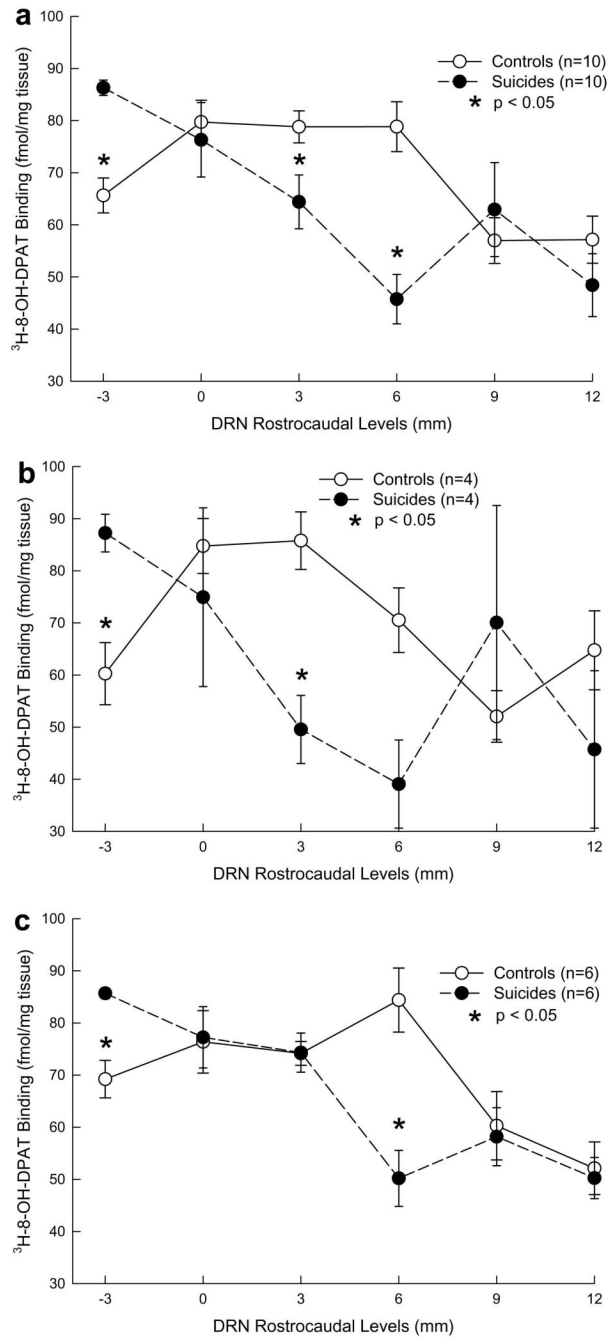 a
Controls (n=10)
Suicides (n=10)
* p < 0.05
³H-8-OH-DPAT Binding (fmol/mg tissue)
100
90
80
70
60
50
40
30
*
*
*
-3 0 3 6 9 12
DRN Rostrocaudal Levels (mm)
b
Controls (n=4)
Suicides (n=4)
* p < 0.05
³H-8-OH-DPAT Binding (fmol/mg tissue)
100
90
80
70
60
50
40
30
*
*
-3 0 3 6 9 12
DRN Rostrocaudal Levels (mm)
c
Controls (n=6)
Suicides (n=6)
* p < 0.05
³H-8-OH-DPAT Binding (fmol/mg tissue)
100
90
80
70
60
50
40
30
*
*
-3 0 3 6 9 12
DRN Rostrocaudal Levels (mm)